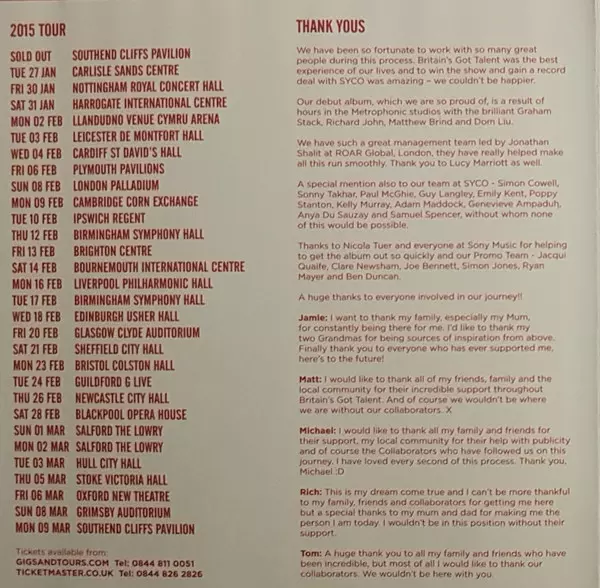 2015 TOUR
SOLD OUT SOUTHEND CLIFFS PAVILION
TUE 27 JAN CARLISLE SANDS CENTRE
FRI 30 JAN NOTTINGHAM ROYAL CONCERT HALL
SAT 31 JAN HARROGATE INTERNATIONAL CENTRE
MON 02 FEB LLANDUDNO VENUE CYMRU ARENA
TUE 03 FEB LEICESTER DE MONTFORT HALL
WED 04 FEB CARDIFF ST DAVID'S HALL
FRI 06 FEB PLYMOUTH PAVILIONS
SUN 08 FEB LONDON PALLADIUM
MON 09 FEB CAMBRIDGE CORN EXCHANGE
TUE 10 FEB IPSWICH REGENT
THU 12 FEB BIRMINGHAM SYMPHONY HALL
FRI 13 FEB BRIGHTON CENTRE
SAT 14 FEB BOURNEMOUTH INTERNATIONAL CENTRE
MON 16 FEB LIVERPOOL PHILHARMONIC HALL
TUE 17 FEB BIRMINGHAM SYMPHONY HALL
WED 18 FEB EDINBURGH USHER HALL
FRI 20 FEB GLASGOW CLYDE AUDITORIUM
SAT 21 FEB SHEFFIELD CITY HALL
MON 23 FEB BRISTOL COLSTON HALL
TUE 24 FEB GUILDFORD G LIVE
THU 26 FEB NEWCASTLE CITY HALL
SAT 28 FEB BLACKPOOL OPERA HOUSE
SUN 01 MAR SALFORD THE LOWRY
MON 02 MAR SALFORD THE LOWRY
TUE 03 MAR HULL CITY HALL
THU 05 MAR STOKE VICTORIA HALL
FRI 06 MAR OXFORD NEW THEATRE
SUN 08 MAR GRIMSBY AUDITORIUM
MON 09 MAR SOUTHEND CLIFFS PAVILION
Tickets available from:
GIGSANDTOURS.COM Tel: 0844 811 0051
TICKETMASTER.CO.UK Tel: 0844 826 2826
THANK YOUS
We have been so fortunate to work with so many great
people during this process. Britain's Got Talent was the best
experience of our lives and to win the show and gain a record
deal with SYCO was amazing – we couldn't be happier.
Our debut album, which we are so proud of, is a result of
hours in the Metrophonic studios with the brilliant Graham
Stack, Richard John, Matthew Brind and Dom Liu.
We have such a great management team led by Jonathan
Shalit at ROAR Global, London, they have really helped make
all this run smoothly. Thank you to Lucy Marriott as well.
A special mention also to our team at SYCO - Simon Cowell,
Sonny Takhar, Paul McGhie, Guy Langley, Emily Kent, Poppy
Stanton, Kelly Murray, Adam Maddock, Genevieve Ampaduh,
Anya Du Sauzay and Samuel Spencer, without whom none
of this would be possible.
Thanks to Nicola Tuer and everyone at Sony Music for helping
to get the album out so quickly and our Promo Team - Jacqui
Quaife, Clare Newsham, Joe Bennett, Simon Jones, Ryan
Mayer and Ben Duncan.
A huge thanks to everyone involved in our journey!!
Jamie: I want to thank my family, especially my Mum,
for constantly being there for me. I'd like to thank my
two Grandmas for being sources of inspiration from above.
Finally thank you to everyone who has ever supported me,
here's to the future!
Matt: I would like to thank all of my friends, family and the
local community for their incredible support throughout
Britain's Got Talent. And of course we wouldn't be where
we are without our collaborators. X
Michael: I would like to thank all my family and friends for
their support, my local community for their help with publicity
and of course the Collaborators who have followed us on this
journey. I have loved every second of this process. Thank you,
Michael :D
Rich: This is my dream come true and I can't be more thankful
to my family, friends and collaborators for getting me here
but a special thanks to my mum and dad for making me the
person I am today. I wouldn't be in this position without their
support.
Tom: A huge thank you to all my family and friends who have
been incredible, but most of all I would like to thank our
collaborators. We wouldn't be here with you.